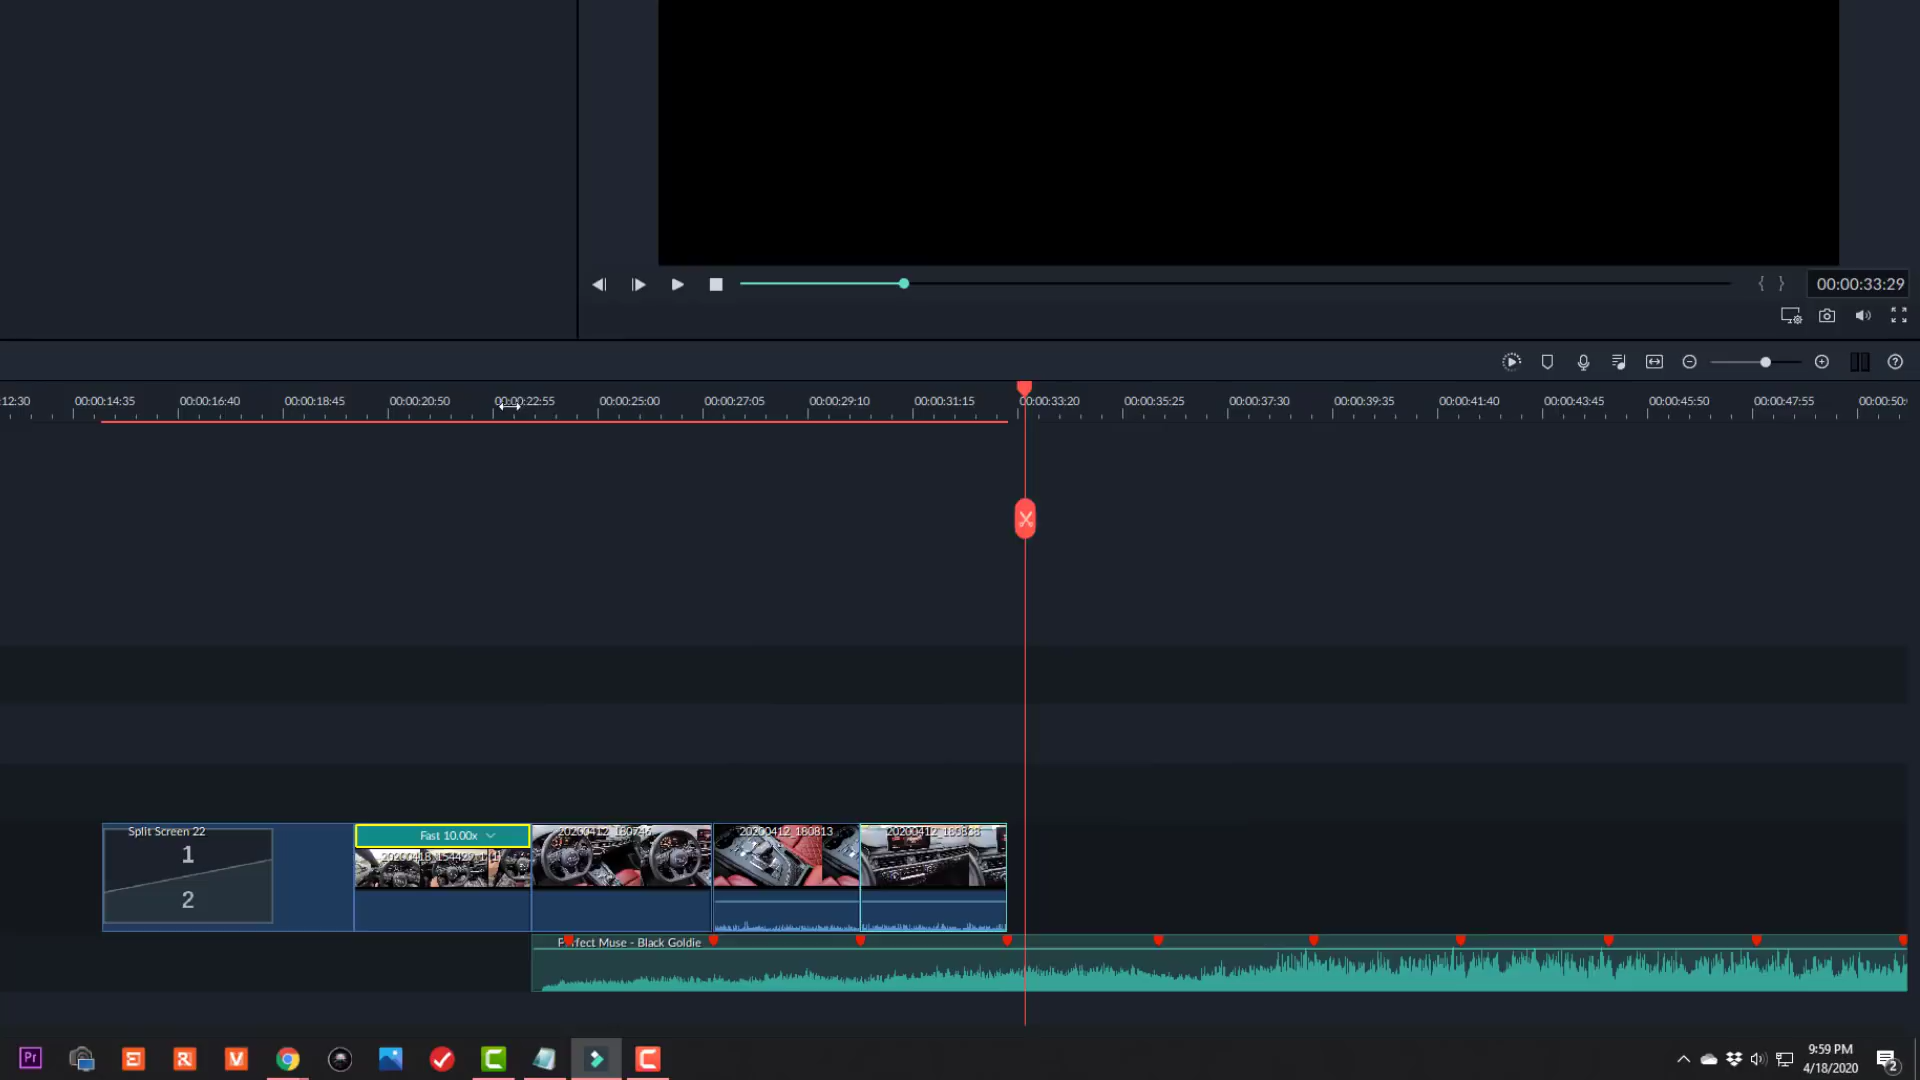 00:00:33:29
:12:30 00:00:14:35 00:00:16:40 00:00:18:45 00:00:20:50 00:00:22:55 00:00:25:00 00:00:27:05 00:00:29:10 00:00:31:15 00:00:33:20 00:00:35:25 00:00:37:30 00:00:39:35 00:00:41:40 00:00:43:45 00:00:45:50 00:00:47:55 00:00:50:
Split Screen 22
1
2
Fast 10.00x
20200418_154429_1 (1)
20200412_180746
20200412_180813
20200412_180838
Perfect Muse - Black Goldie
Pr
9:59 PM
4/18/2020
2